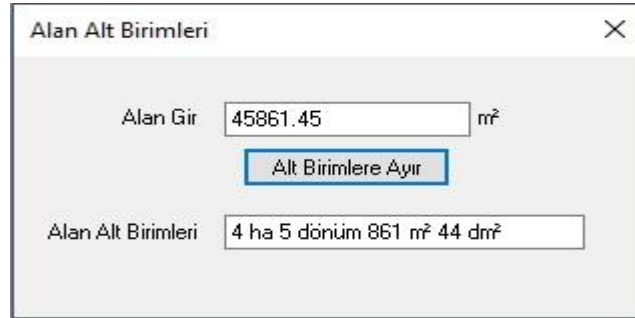 Alan Alt Birimleri
Alan Gir 45861.45 m²
Alt Birimlere Ayır
Alan Alt Birimleri 4 ha 5 dönüm 861 m² 44 dm²